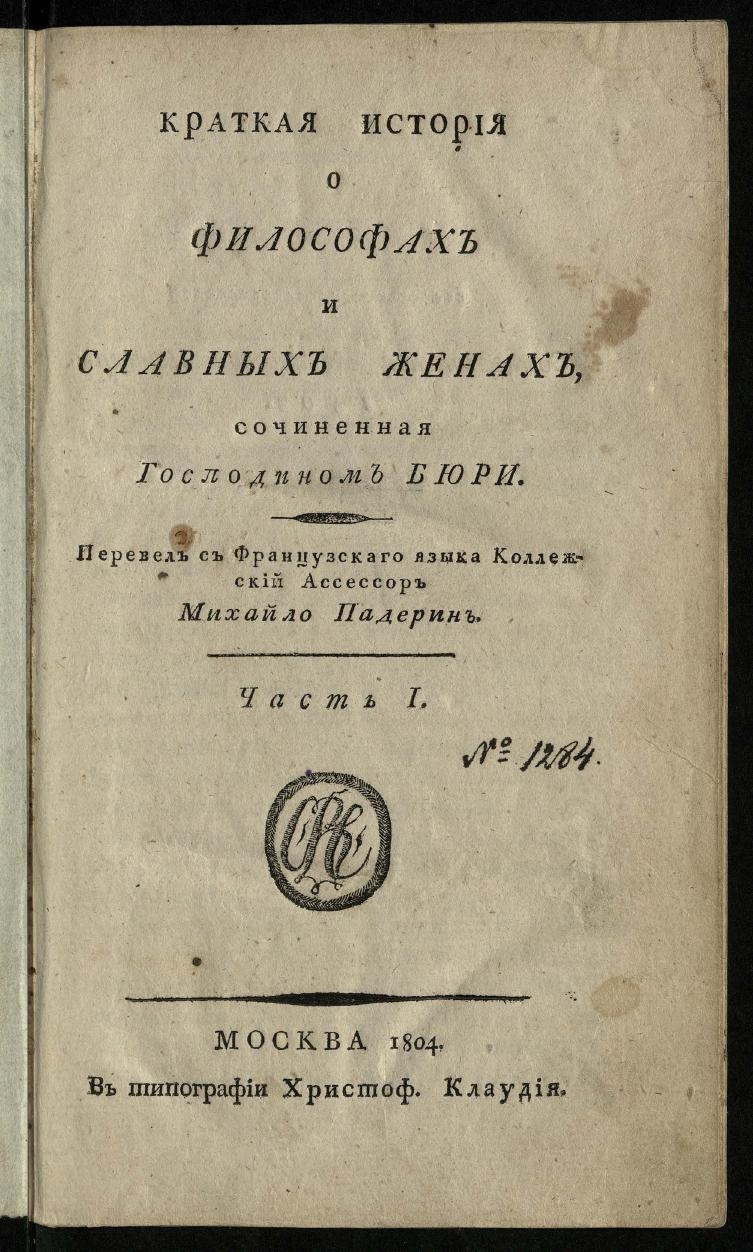 КРАТКАЯ ИСТОРІЯ
О
ФИЛОСОФАХЪ
И
СЛАВНЫХЪ ЖЕНАХЪ,
сочиненная
Господиномъ БЮРИ.
Перевелъ съ Французскаго языка Коллеж-
скій Ассессоръ
Михайло Падеринъ.
Часть I.
№ 1284.
МОСКВА 1804.
Въ типографіи Христоф. Клаудія.